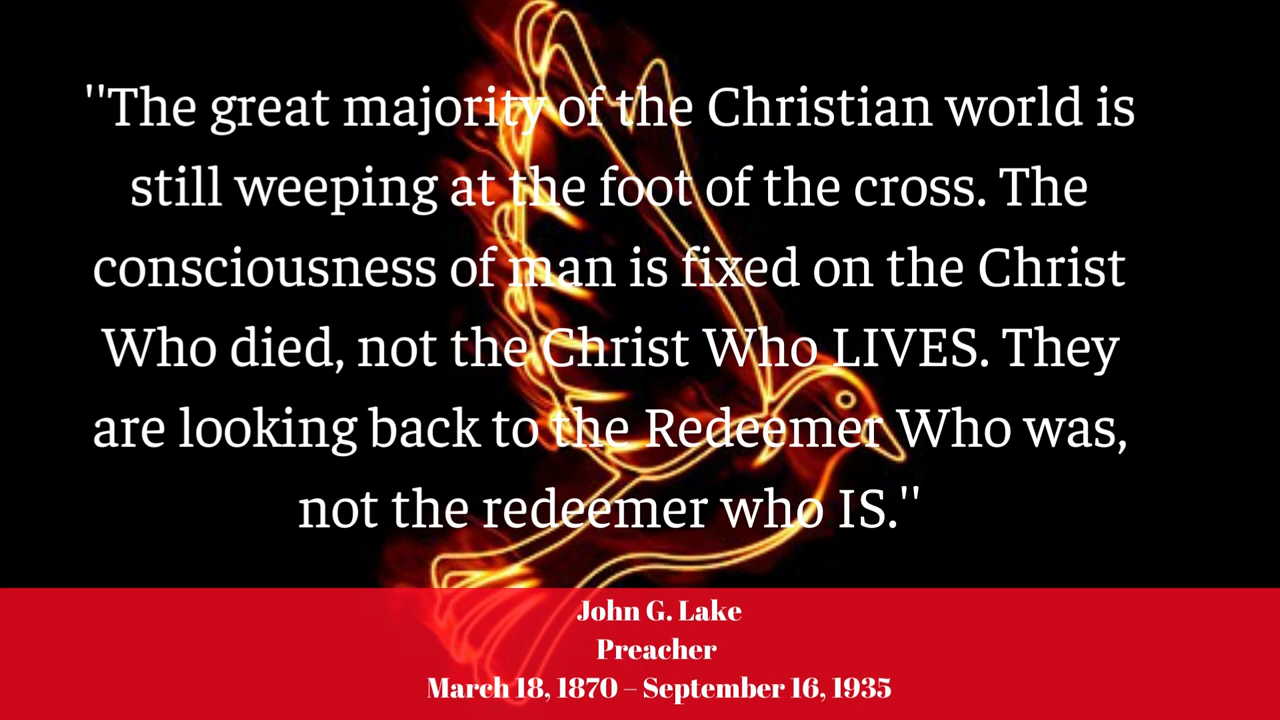 "The great majority of the Christian world is
still weeping at the foot of the cross. The
consciousness of man is fixed on the Christ
Who died, not the Christ Who LIVES. They
are looking back to the Redeemer Who was,
not the redeemer who IS."
John G. Lake
Preacher
March 18, 1870 – September 16, 1935